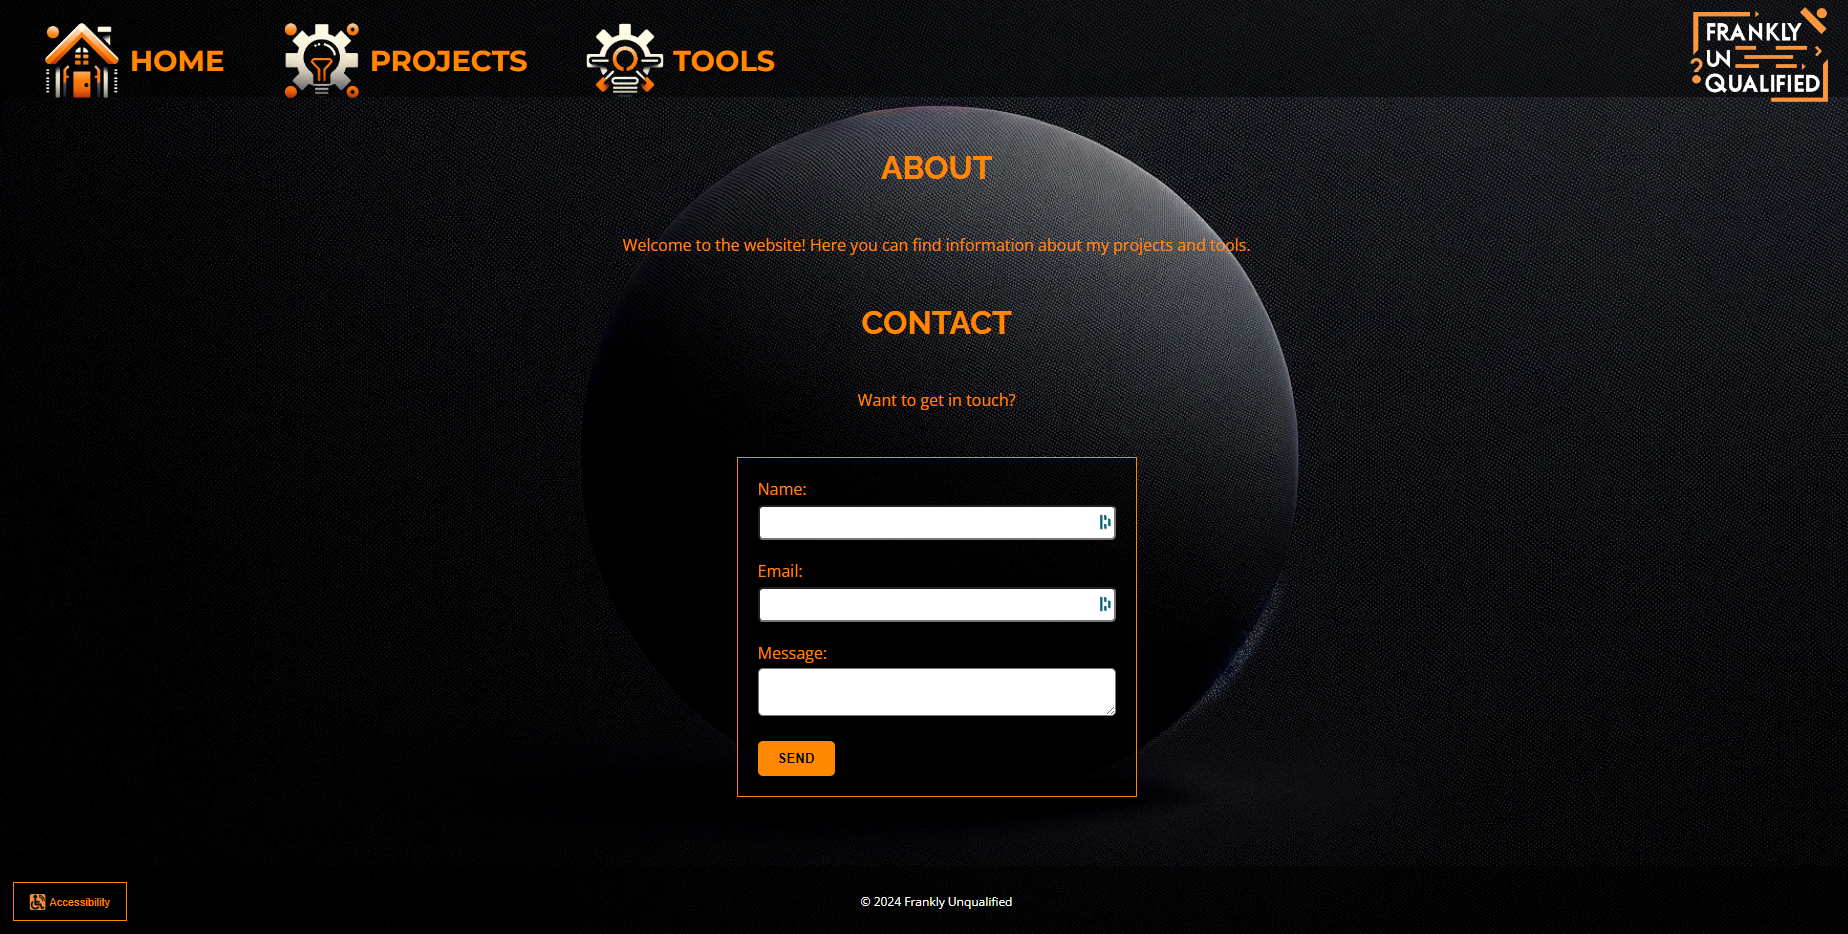 HOME
PROJECTS
TOOLS
FRANKLY
UN
QUALIFIED
ABOUT
Welcome to the website! Here you can find information about my projects and tools.
CONTACT
Want to get in touch?
Name:
Email:
Message:
SEND
Accessibility
© 2024 Frankly Unqualified